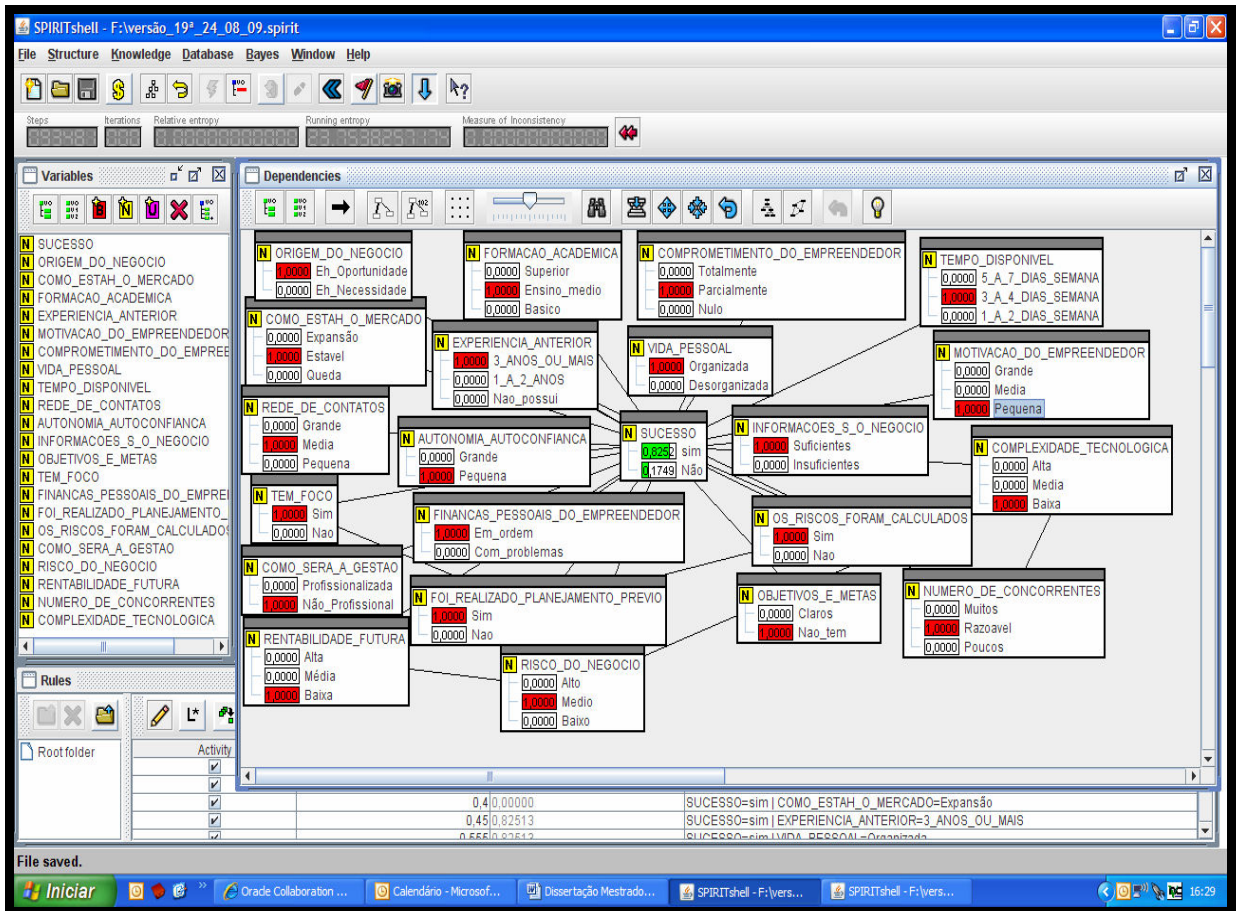 SPIRITshell - F:\versão_19ª_24_08_09.spirit
File Structure Knowledge Database Bayes Window Help
Steps Iterations Relative entropy Running entropy Measure of Inconsistency
Variables
SUCESSO
ORIGEM_DO_NEGOCIO
COMO_ESTAH_O_MERCADO
FORMACAO_ACADEMICA
EXPERIENCIA_ANTERIOR
MOTIVACAO_DO_EMPREENDEDOR
COMPROMETIMENTO_DO_EMPREE
VIDA_PESSOAL
TEMPO_DISPONIVEL
REDE_DE_CONTATOS
AUTONOMIA_AUTOCONFIANCA
INFORMACOES_S_O_NEGOCIO
OBJETIVOS_E_METAS
TEM_FOCO
FINANCAS_PESSOAIS_DO_EMPREI
FOI_REALIZADO_PLANEJAMENTO_
OS_RISCOS_FORAM_CALCULADOS
COMO_SERA_A_GESTAO
RISCO_DO_NEGOCIO
RENTABILIDADE_FUTURA
NUMERO_DE_CONCORRENTES
COMPLEXIDADE_TECNOLOGICA
Dependencies
ORIGEM_DO_NEGOCIO
1,0000 Eh_Oportunidade
0,0000 Eh_Necessidade
FORMACAO_ACADEMICA
0,0000 Superior
1,0000 Ensino_medio
0,0000 Basico
COMPROMETIMENTO_DO_EMPREENDEDOR
0,0000 Totalmente
1,0000 Parcialmente
0,0000 Nulo
TEMPO_DISPONIVEL
0,0000 5_A_7_DIAS_SEMANA
1,0000 3_A_4_DIAS_SEMANA
0,0000 1_A_2_DIAS_SEMANA
COMO_ESTAH_O_MERCADO
0,0000 Expansão
1,0000 Estavel
0,0000 Queda
EXPERIENCIA_ANTERIOR
1,0000 3_ANOS_OU_MAIS
0,0000 1_A_2_ANOS
0,0000 Nao_possui
VIDA_PESSOAL
1,0000 Organizada
0,0000 Desorganizada
MOTIVACAO_DO_EMPREENDEDOR
0,0000 Grande
0,0000 Media
1,0000 Pequena
REDE_DE_CONTATOS
0,0000 Grande
1,0000 Media
0,0000 Pequena
AUTONOMIA_AUTOCONFIANCA
0,0000 Grande
1,0000 Pequena
SUCESSO
0,8252 sim
0,1749 Não
INFORMACOES_S_O_NEGOCIO
1,0000 Suficientes
0,0000 Insuficientes
COMPLEXIDADE_TECNOLOGICA
0,0000 Alta
0,0000 Media
1,0000 Baixa
TEM_FOCO
1,0000 Sim
0,0000 Nao
FINANCAS_PESSOAIS_DO_EMPREENDEDOR
1,0000 Em_ordem
0,0000 Com_problemas
OS_RISCOS_FORAM_CALCULADOS
1,0000 Sim
0,0000 Nao
COMO_SERA_A_GESTAO
0,0000 Profissionalizada
1,0000 Não_Profissional
FOI_REALIZADO_PLANEJAMENTO_PREVIO
1,0000 Sim
0,0000 Nao
OBJETIVOS_E_METAS
0,0000 Claros
1,0000 Nao_tem
NUMERO_DE_CONCORRENTES
0,0000 Muitos
1,0000 Razoavel
0,0000 Poucos
RENTABILIDADE_FUTURA
0,0000 Alta
0,0000 Média
1,0000 Baixa
RISCO_DO_NEGOCIO
0,0000 Alto
1,0000 Medio
0,0000 Baixo
Rules
Root folder
Activity
0,4 0,00000 SUCESSO=sim | COMO_ESTAH_O_MERCADO=Expansão
0,45 0,82513 SUCESSO=sim | EXPERIENCIA_ANTERIOR=3_ANOS_OU_MAIS
0,555 0,82513 SUCESSO=sim | VIDA_PESSOAL=Organizada
File saved.
Iniciar Oracle Collaboration ... Calendário - Microsof... Dissertação Mestrado... SPIRITshell - F:\vers... SPIRITshell - F:\vers... 16:29